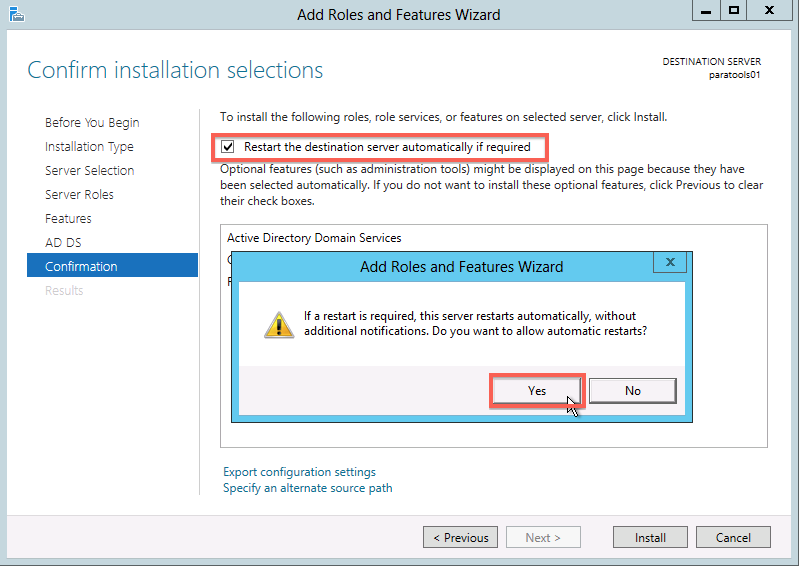 Add Roles and Features Wizard
Confirm installation selections
DESTINATION SERVER
paratools01
Before You Begin
Installation Type
Server Selection
Server Roles
Features
AD DS
Confirmation
Results
To install the following roles, role services, or features on selected server, click Install.
Restart the destination server automatically if required
Optional features (such as administration tools) might be displayed on this page because they have
been selected automatically. If you do not want to install these optional features, click Previous to clear
their check boxes.
Active Directory Domain Services
Add Roles and Features Wizard
If a restart is required, this server restarts automatically, without
additional notifications. Do you want to allow automatic restarts?
Yes
No
Export configuration settings
Specify an alternate source path
< Previous
Next >
Install
Cancel